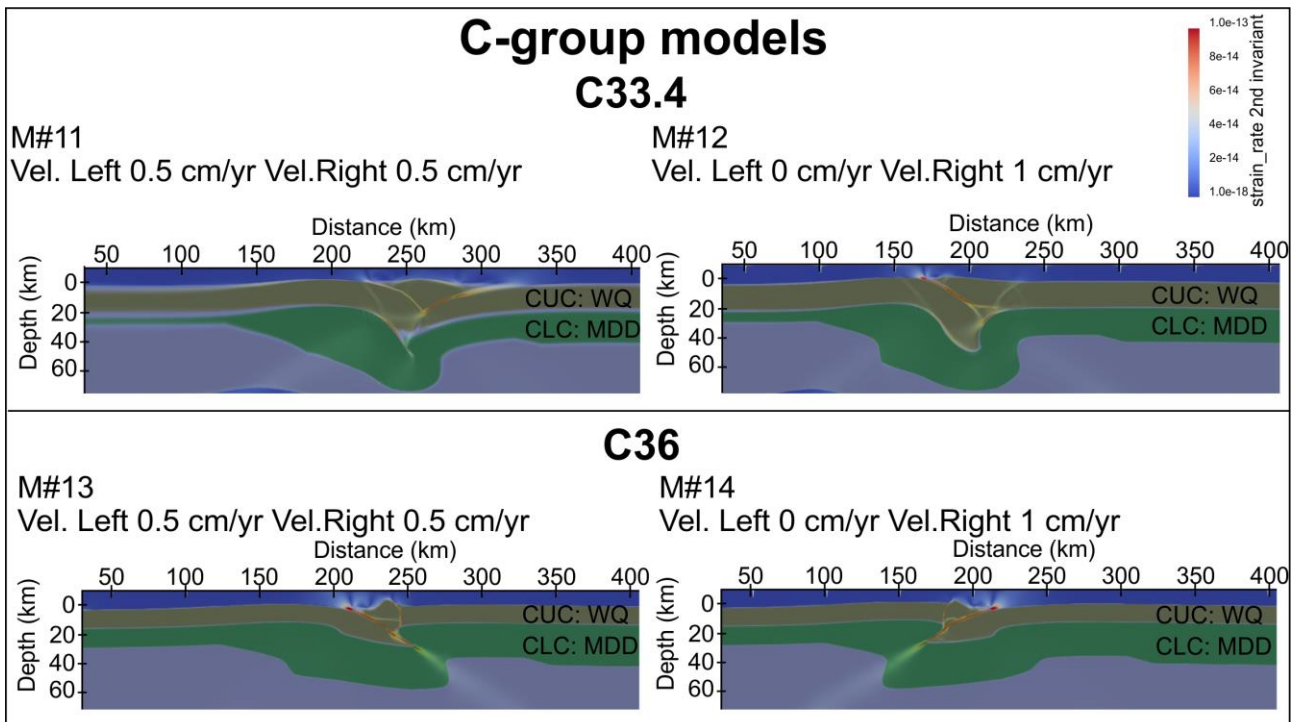 C-group models
C33.4
1.0e-13
8e-14
6e-14
4e-14
2e-14
1.0e-18
strain_rate 2nd invariant
M#11
Vel. Left 0.5 cm/yr Vel.Right 0.5 cm/yr
Distance (km)
50 100 150 200 250 300 350 400
Depth (km)
0
20
40
60
CUC: WQ
CLC: MDD
M#12
Vel. Left 0 cm/yr Vel.Right 1 cm/yr
Distance (km)
50 100 150 200 250 300 350 400
Depth (km)
0
20
40
60
CUC: WQ
CLC: MDD
C36
M#13
Vel. Left 0.5 cm/yr Vel.Right 0.5 cm/yr
Distance (km)
50 100 150 200 250 300 350 400
Depth (km)
0
20
40
60
CUC: WQ
CLC: MDD
M#14
Vel. Left 0 cm/yr Vel.Right 1 cm/yr
Distance (km)
50 100 150 200 250 300 350 400
Depth (km)
0
20
40
60
CUC: WQ
CLC: MDD